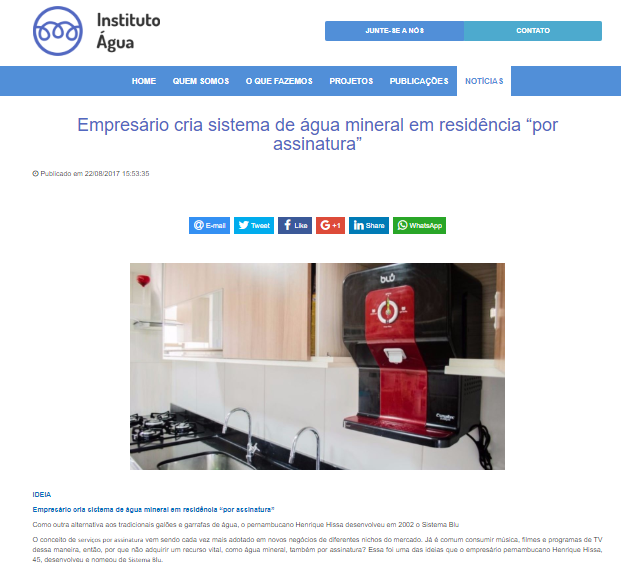 Instituto
Água
JUNTE-SE A NÓS
CONTATO
HOME
QUEM SOMOS
O QUE FAZEMOS
PROJETOS
PUBLICAÇÕES
NOTÍCIAS
Empresário cria sistema de água mineral em residência “por
assinatura”
Publicado em 22/08/2017 15:53:35
E-mail
Tweet
Like
+1
Share
WhatsApp
blu
IDEIA
Empresário cria sistema de água mineral em residência “por assinatura”
Como outra alternativa aos tradicionais galões e garrafas de água, o pernambucano Henrique Hissa desenvolveu em 2002 o Sistema Blu
O conceito de serviços por assinatura vem sendo cada vez mais adotado em novos negócios de diferentes nichos do mercado. Já é comum consumir música, filmes e programas de TV
dessa maneira, então, por que não adquirir um recurso vital, como água mineral, também por assinatura? Essa foi uma das ideias que o empresário pernambucano Henrique Hissa,
45, desenvolveu e nomeou de Sistema Blu.